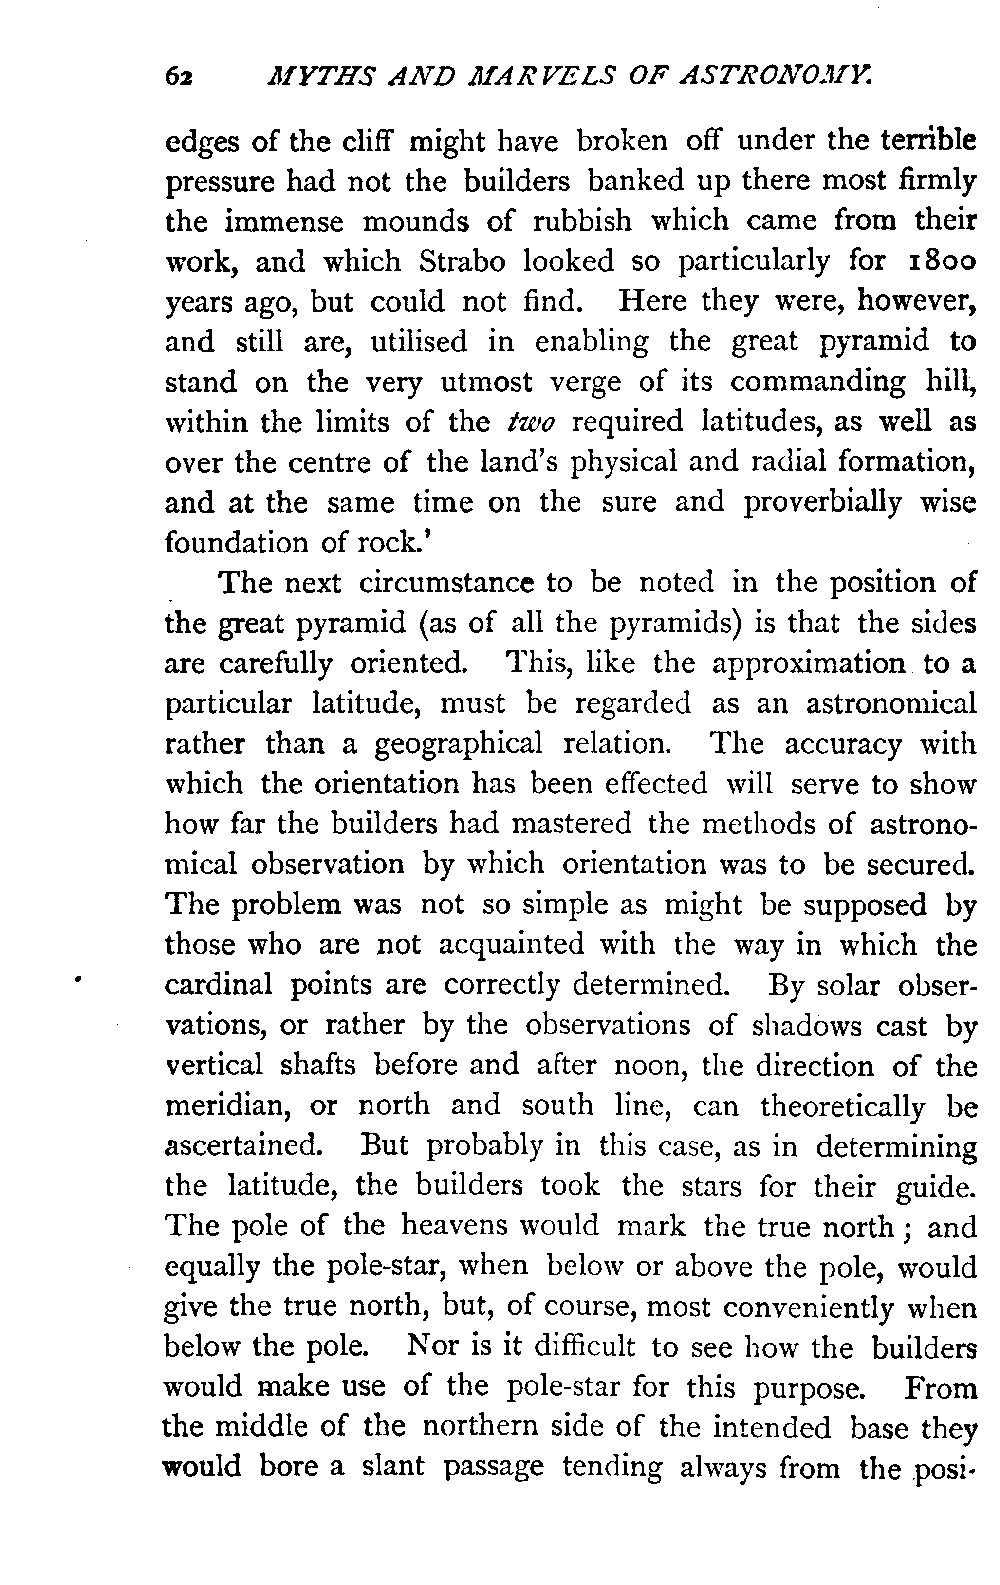 62 MYTHS AND MARVELS OF ASTRONOMY.
edges of the cliff might have broken off under the terrible
pressure had not the builders banked up there most firmly
the immense mounds of rubbish which came from their
work, and which Strabo looked so particularly for 1800
years ago, but could not find. Here they were, however,
and still are, utilised in enabling the great pyramid to
stand on the very utmost verge of its commanding hill,
within the limits of the two required latitudes, as well as
over the centre of the land's physical and radial formation,
and at the same time on the sure and proverbially wise
foundation of rock.'
The next circumstance to be noted in the position of
the great pyramid (as of all the pyramids) is that the sides
are carefully oriented. This, like the approximation to a
particular latitude, must be regarded as an astronomical
rather than a geographical relation. The accuracy with
which the orientation has been effected will serve to show
how far the builders had mastered the methods of astrono-
mical observation by which orientation was to be secured.
The problem was not so simple as might be supposed by
those who are not acquainted with the way in which the
cardinal points are correctly determined. By solar obser-
vations, or rather by the observations of shadows cast by
vertical shafts before and after noon, the direction of the
meridian, or north and south line, can theoretically be
ascertained. But probably in this case, as in determining
the latitude, the builders took the stars for their guide.
The pole of the heavens would mark the true north ; and
equally the pole-star, when below or above the pole, would
give the true north, but, of course, most conveniently when
below the pole. Nor is it difficult to see how the builders
would make use of the pole-star for this purpose. From
the middle of the northern side of the intended base they
would bore a slant passage tending always from the posi-